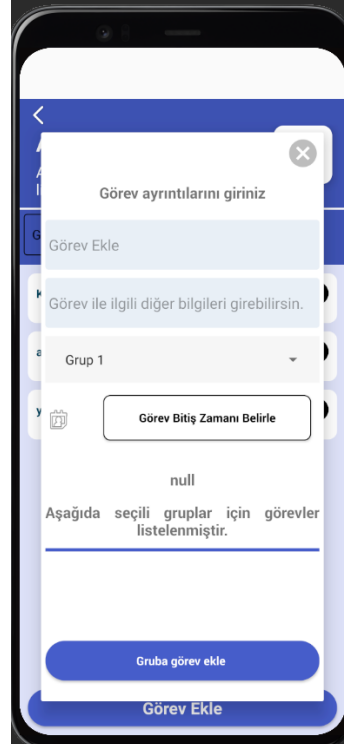 Görev ayrıntılarını giriniz
Görev Ekle
Görev ile ilgili diğer bilgileri girebilirsin.
Grup 1
Görev Bitiş Zamanı Belirle
null
Aşağıda seçili gruplar için görevler
listelenmiştir.
Gruba görev ekle
Görev Ekle